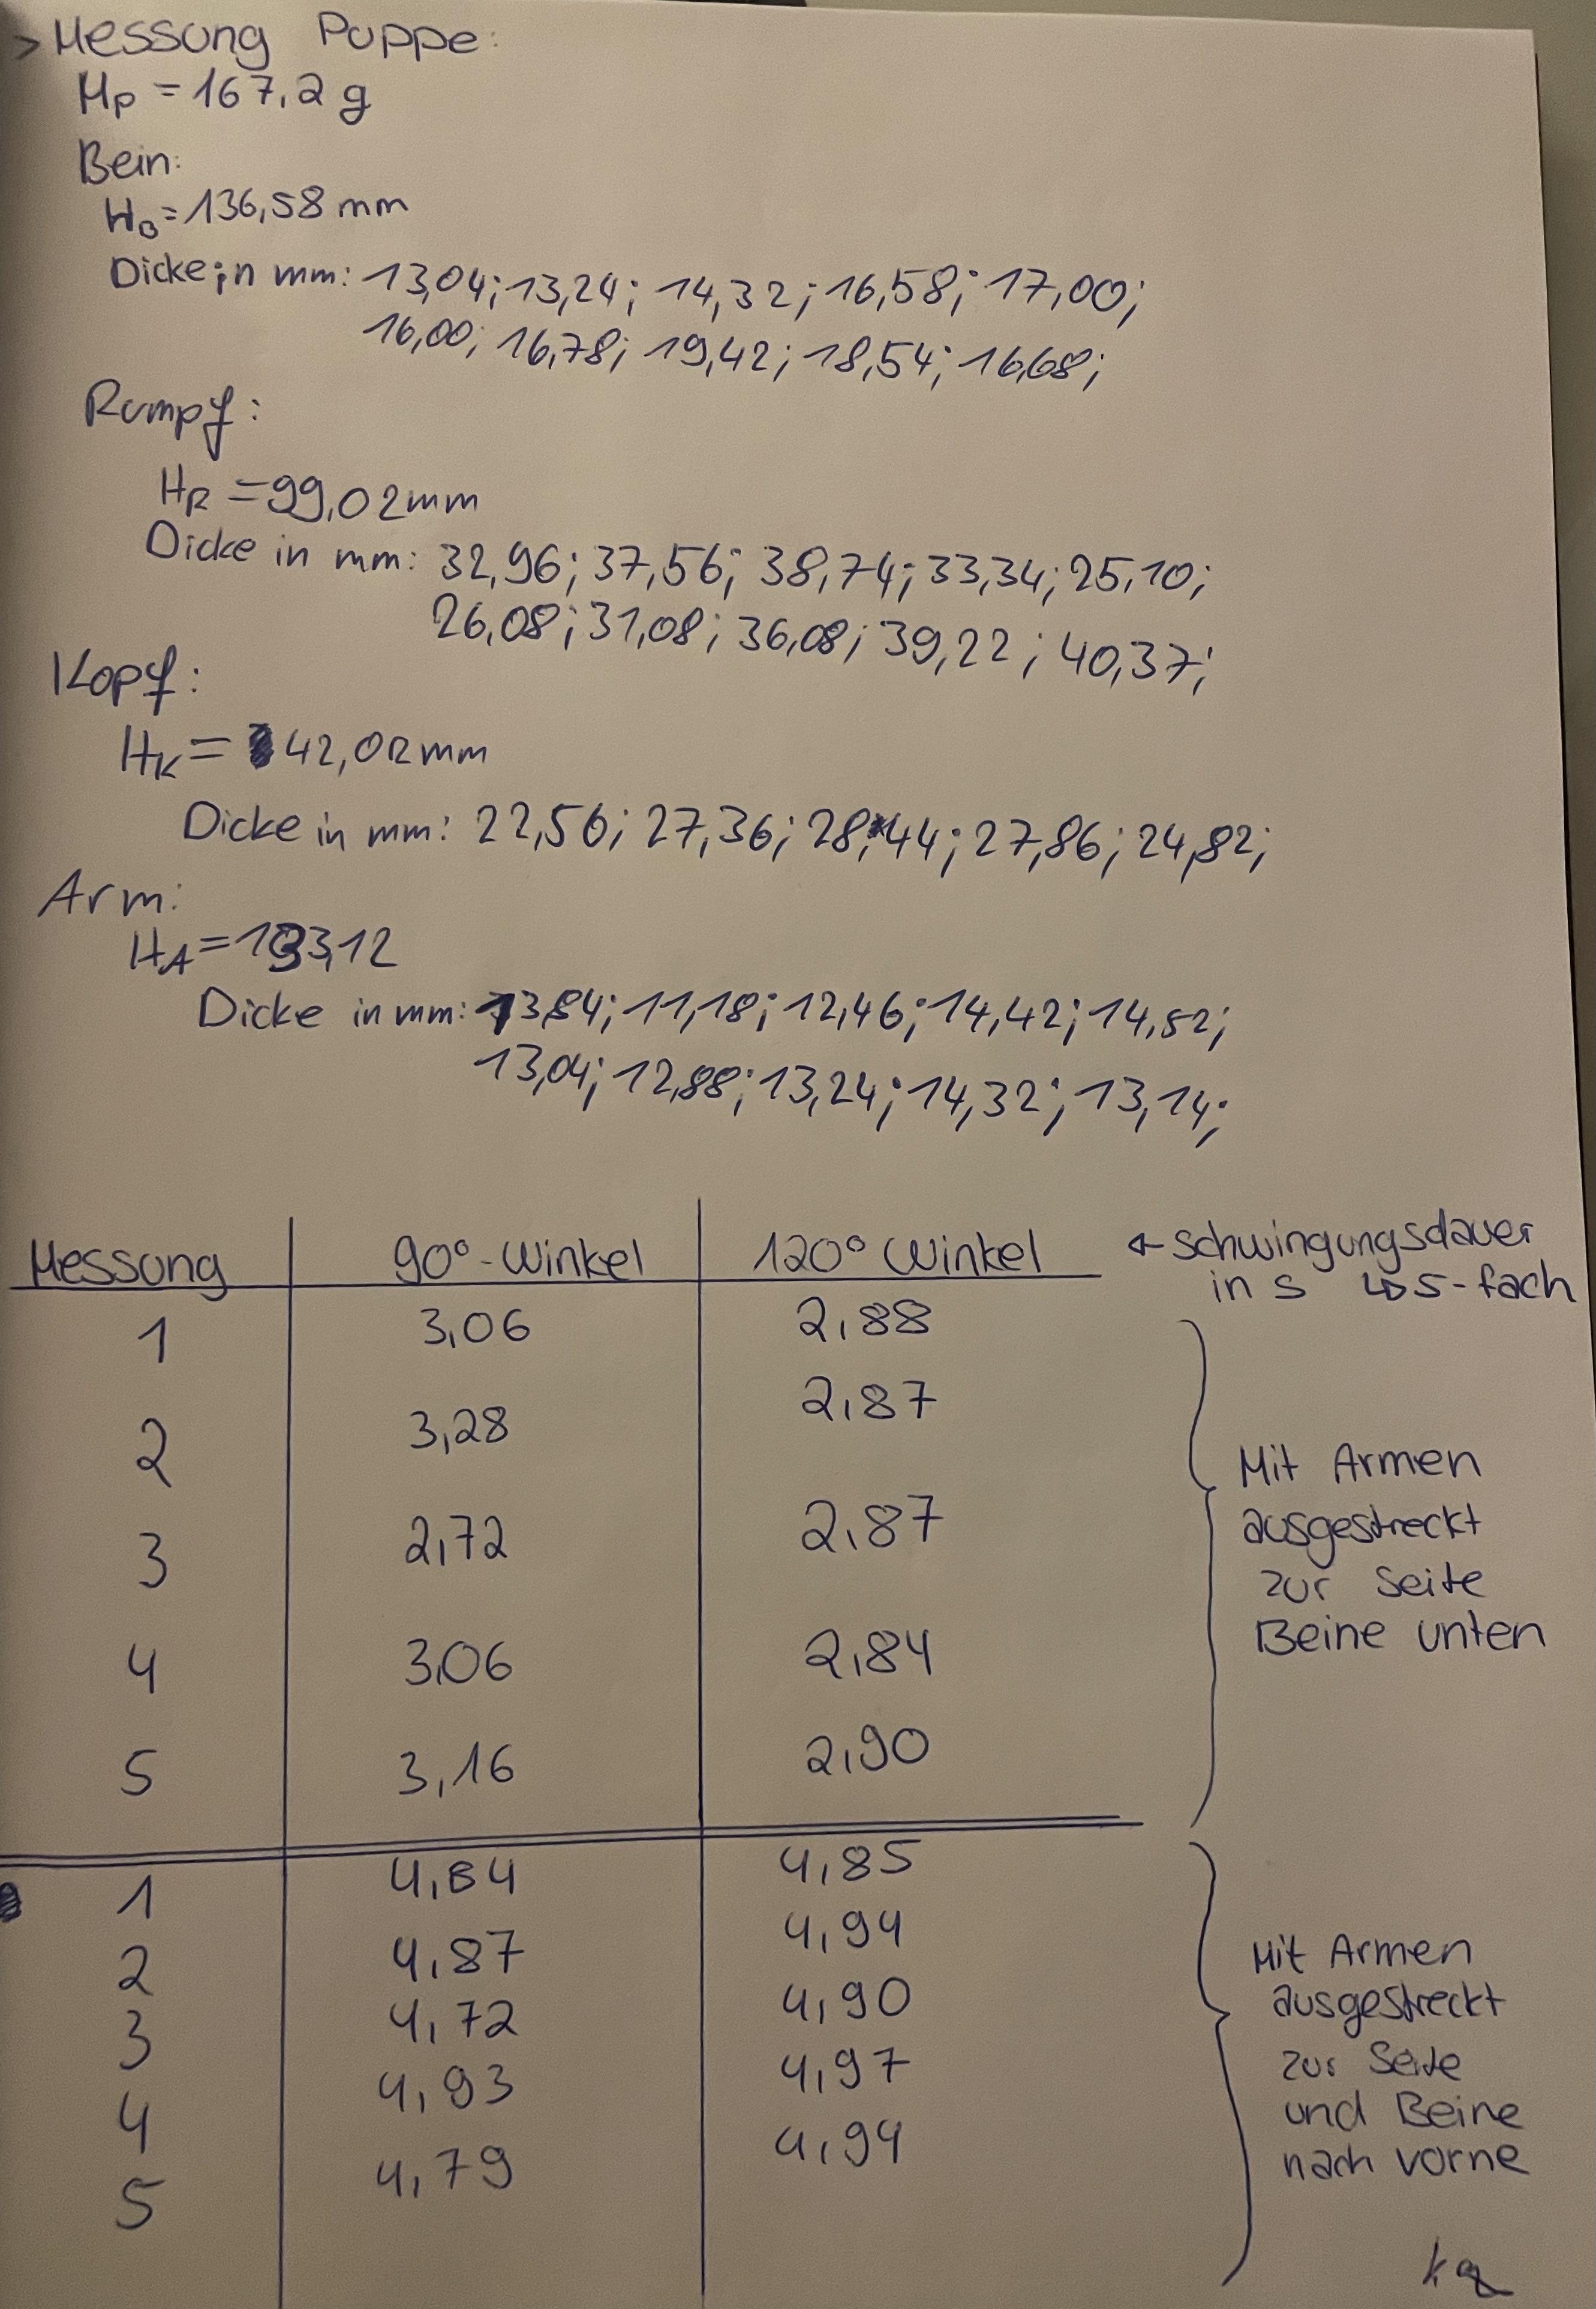 > Messung Puppe:
Mp = 167,2 g
Bein:
HB = 136,58 mm
Dicke in mm: 13,04; 13,24; 14,32; 16,58; 17,00;
16,00; 16,78; 19,42; 18,54; 16,68;
Rumpf:
HR = 99,02 mm
Dicke in mm: 32,96; 37,56; 38,74; 33,34; 25,10;
26,08; 31,08; 36,08; 39,22; 40,37;
Kopf:
HK = 42,02 mm
Dicke in mm: 22,56; 27,36; 28,44; 27,86; 24,82;
Arm:
HA =
Dicke in mm: 13,84; 11,18; 12,46; 14,42; 14,82;
13,04; 12,88; 13,24; 14,32; 13,14;
Messung 90°-Winkel 120° Winkel ← Schwingungsdauer
in s ↳ 5-fach
1 3,06 2,88
2 3,28 2,87
3 2,72 2,87
4 3,06 2,84
5 3,16 2,90
Mit Armen
ausgestreckt
zur Seite
Beine unten
1 4,84 4,85
2 4,87 4,94
3 4,72 4,90
4 4,93 4,97
5 4,79 4,94
Mit Armen
ausgestreckt
zur Seite
und Beine
nach vorne